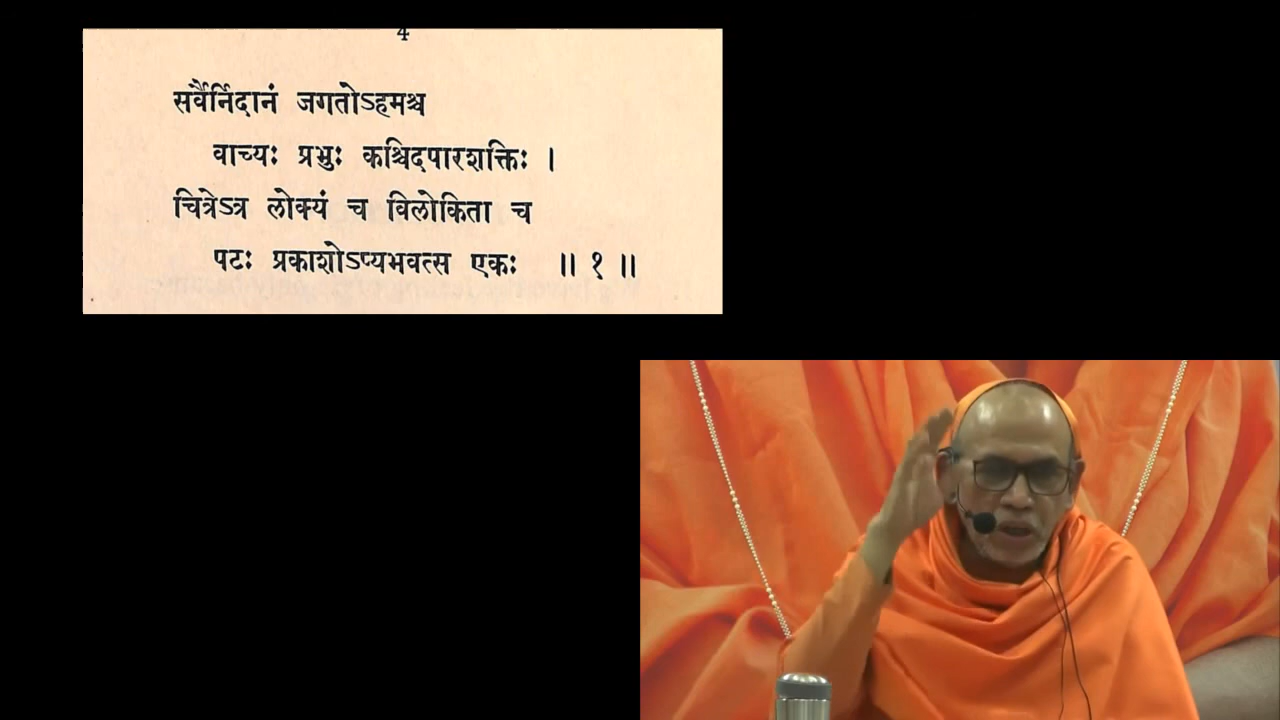 4
सर्वैर्निदानं जगतोऽहमश्च
वाच्यः प्रभुः कश्चिदपारशक्तिः ।
चित्रेऽत्र लोक्यं च विलोकिता च
पटः प्रकाशोऽप्यभवत्स एकः ॥ १ ॥